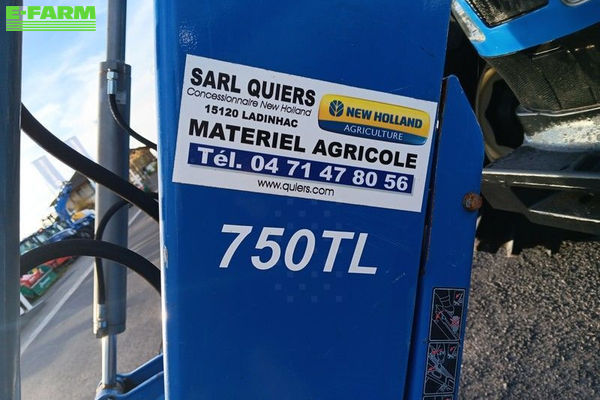 E-FARM
SARL QUIERS
Concessionnaire New Holland
15120 LADINHAC
NEW HOLLAND
AGRICULTURE
MATERIEL AGRICOLE
Tél. 04 71 47 80 56
www.quiers.com
750TL